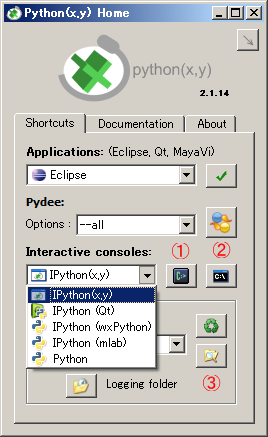 Python(x,y) Home
python(x,y)
2.1.14
Shortcuts Documentation About
Applications: (Eclipse, Qt, MayaVi)
Eclipse
Pydee:
Options : --all
Interactive consoles: ① ②
IPython(x,y) C:\
IPython(x,y)
IPython (Qt)
IPython (wxPython)
IPython (mlab)
Python
Logging folder ③